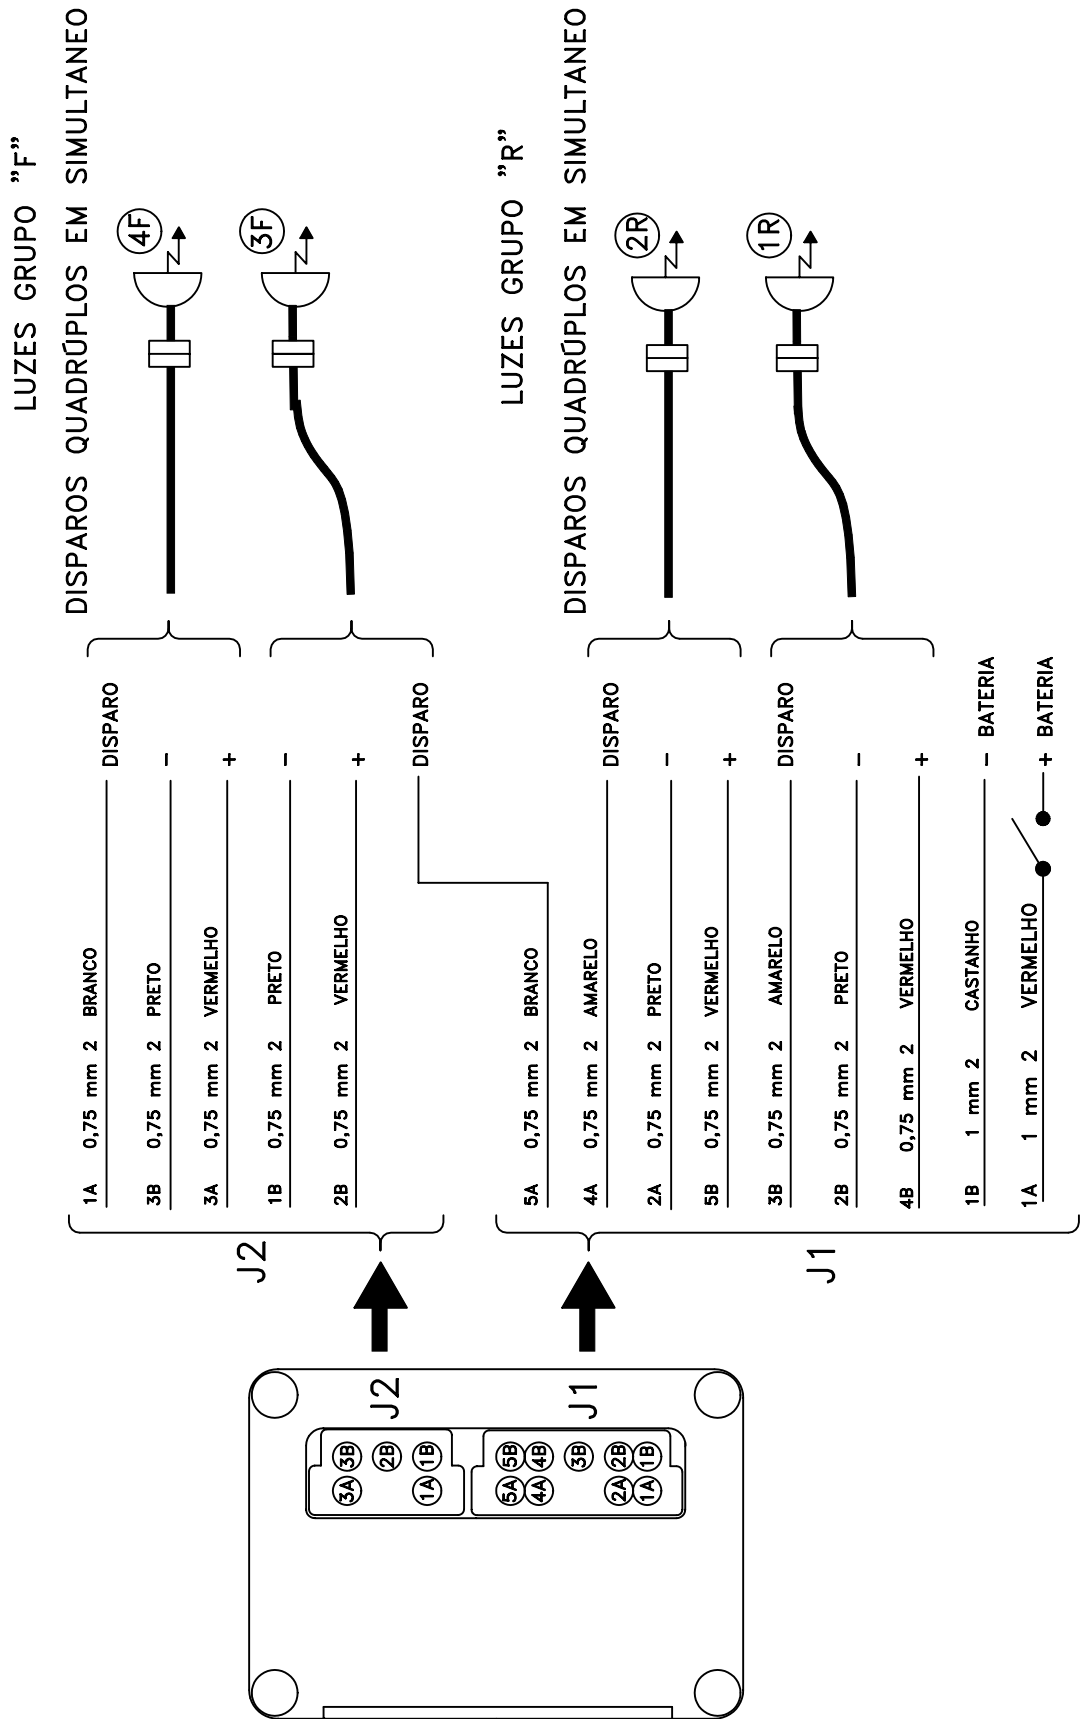 LUZES GRUPO "F"
DISPAROS QUADRÚPLOS EM SIMULTANEO
4F
3F
1A 0,75 mm 2 BRANCO DISPARO
3B 0,75 mm 2 PRETO -
3A 0,75 mm 2 VERMELHO +
1B 0,75 mm 2 PRETO -
2B 0,75 mm 2 VERMELHO +
DISPARO
J2
LUZES GRUPO "R"
DISPAROS QUADRÚPLOS EM SIMULTANEO
2R
1R
5A 0,75 mm 2 BRANCO
4A 0,75 mm 2 AMARELO DISPARO
2A 0,75 mm 2 PRETO -
5B 0,75 mm 2 VERMELHO +
3B 0,75 mm 2 AMARELO DISPARO
2B 0,75 mm 2 PRETO -
4B 0,75 mm 2 VERMELHO +
1B 1 mm 2 CASTANHO - BATERIA
1A 1 mm 2 VERMELHO + BATERIA
J1
J2
J1
3A 3B
2B
1A 1B
5A 5B
4A 4B
3B
2A 2B
1A 1B